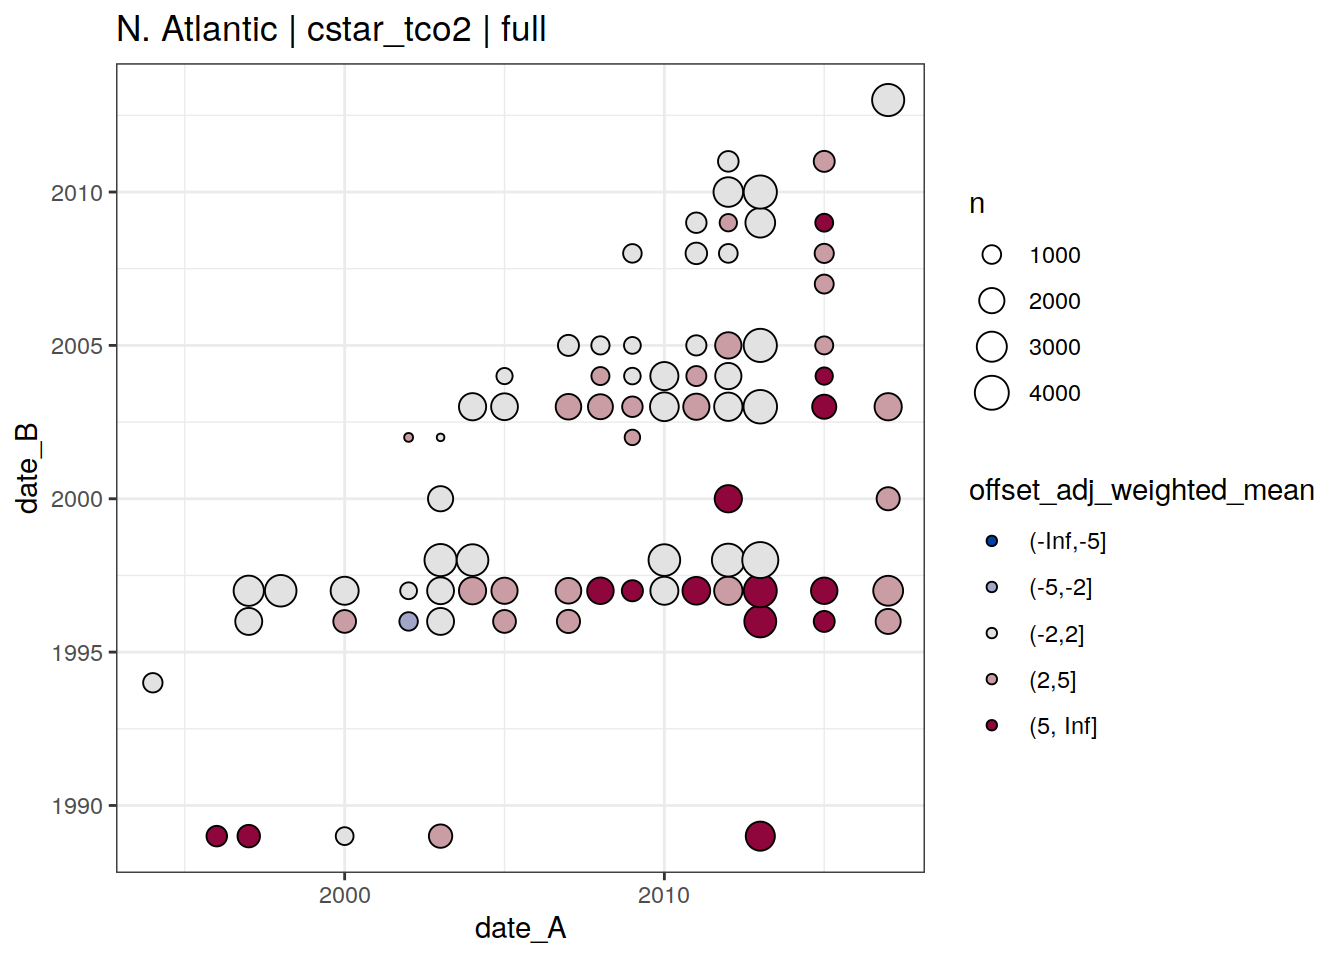 N. Atlantic | cstar_tco2 | full
2010
2005
2000
1995
1990
2000
2010
date_A
date_B
n
1000
2000
3000
4000
offset_adj_weighted_mean
(-Inf,-5]
(-5,-2]
(-2,2]
(2,5]
(5, Inf]